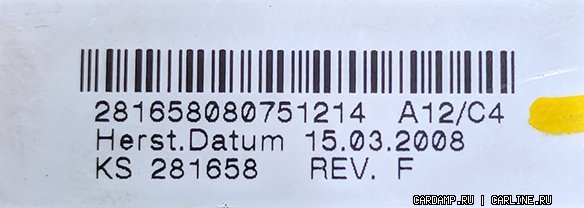 281658080751214 A12/C4
Herst.Datum 15.03.2008
KS 281658 REV. F
CARDAMP.RU | CARLINE.RU